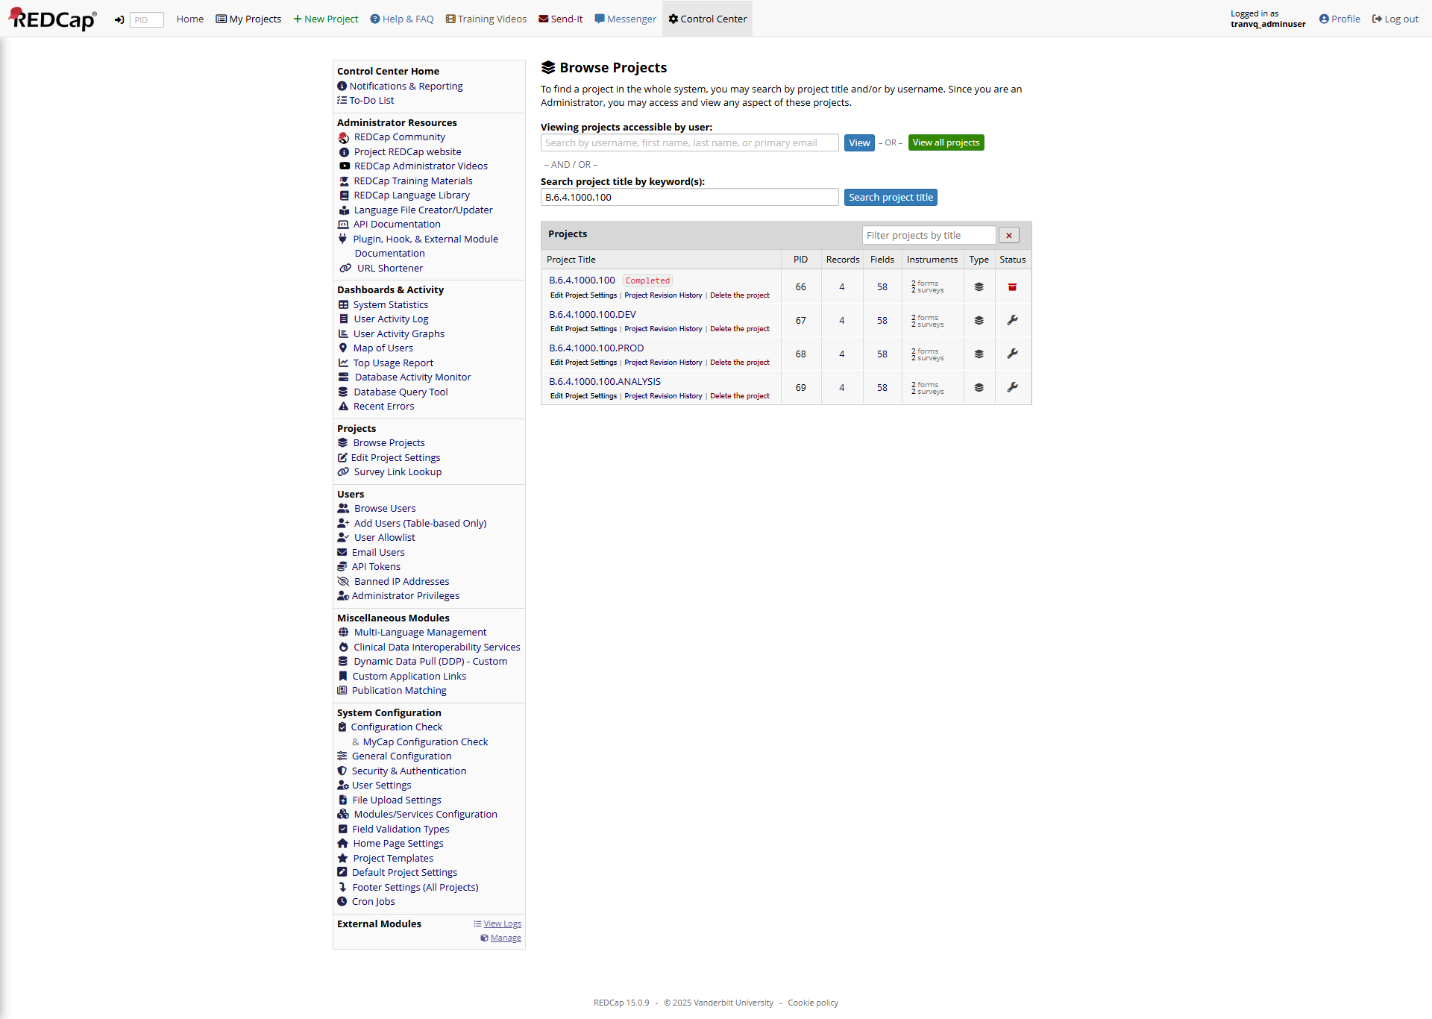 REDCap®
PID
Home
My Projects
+ New Project
Help & FAQ
Training Videos
Send-It
Messenger
Control Center
Logged in as
tranvq_adminuser
Profile
Log out
Control Center Home
Notifications & Reporting
To-Do List
Administrator Resources
REDCap Community
Project REDCap website
REDCap Administrator Videos
REDCap Training Materials
REDCap Language Library
Language File Creator/Updater
API Documentation
Plugin, Hook, & External Module
Documentation
URL Shortener
Dashboards & Activity
System Statistics
User Activity Log
User Activity Graphs
Map of Users
Top Usage Report
Database Activity Monitor
Database Query Tool
Recent Errors
Projects
Browse Projects
Edit Project Settings
Survey Link Lookup
Users
Browse Users
Add Users (Table-based Only)
User Allowlist
Email Users
API Tokens
Banned IP Addresses
Administrator Privileges
Miscellaneous Modules
Multi-Language Management
Clinical Data Interoperability Services
Dynamic Data Pull (DDP) - Custom
Custom Application Links
Publication Matching
System Configuration
Configuration Check
& MyCap Configuration Check
General Configuration
Security & Authentication
User Settings
File Upload Settings
Modules/Services Configuration
Field Validation Types
Home Page Settings
Project Templates
Default Project Settings
Footer Settings (All Projects)
Cron Jobs
External Modules
View Logs
Manage
Browse Projects
To find a project in the whole system, you may search by project title and/or by username. Since you are an
Administrator, you may access and view any aspect of these projects.
Viewing projects accessible by user:
Search by username, first name, last name, or primary email View – OR – View all projects
– AND / OR –
Search project title by keyword(s):
B.6.4.1000.100 Search project title
Projects Filter projects by title ×
Project Title PID Records Fields Instruments Type Status
B.6.4.1000.100 Completed
Edit Project Settings | Project Revision History | Delete the project
66 4 58
2 forms
2 surveys
B.6.4.1000.100.DEV
Edit Project Settings | Project Revision History | Delete the project
67 4 58
2 forms
2 surveys
B.6.4.1000.100.PROD
Edit Project Settings | Project Revision History | Delete the project
68 4 58
2 forms
2 surveys
B.6.4.1000.100.ANALYSIS
Edit Project Settings | Project Revision History | Delete the project
69 4 58
2 forms
2 surveys
REDCap 15.0.9 - © 2025 Vanderbilt University - Cookie policy